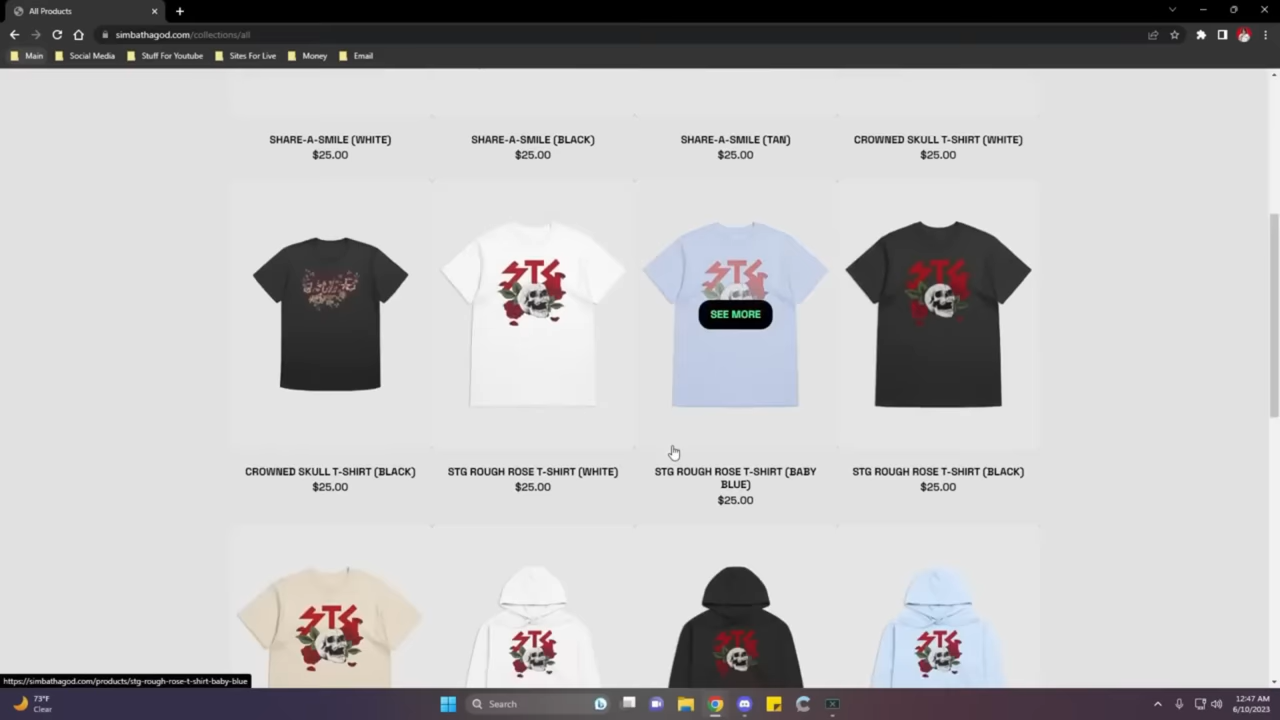 All Products
simbathagod.com/collections/all
Main Social Media Stuff For Youtube Sites For Live Money Email
SHARE-A-SMILE (WHITE) SHARE-A-SMILE (BLACK) SHARE-A-SMILE (TAN) CROWNED SKULL T-SHIRT (WHITE)
$25.00 $25.00 $25.00 $25.00
STG STG STG
SEE MORE
CROWNED SKULL T-SHIRT (BLACK) STG ROUGH ROSE T-SHIRT (WHITE) STG ROUGH ROSE T-SHIRT (BABY STG ROUGH ROSE T-SHIRT (BLACK)
BLUE)
$25.00 $25.00 $25.00 $25.00
STG STG STG STG
https://simbathagod.com/products/stg-rough-rose-t-shirt-baby-blue
73°F
Clear
Search
12:47 AM
6/10/2023